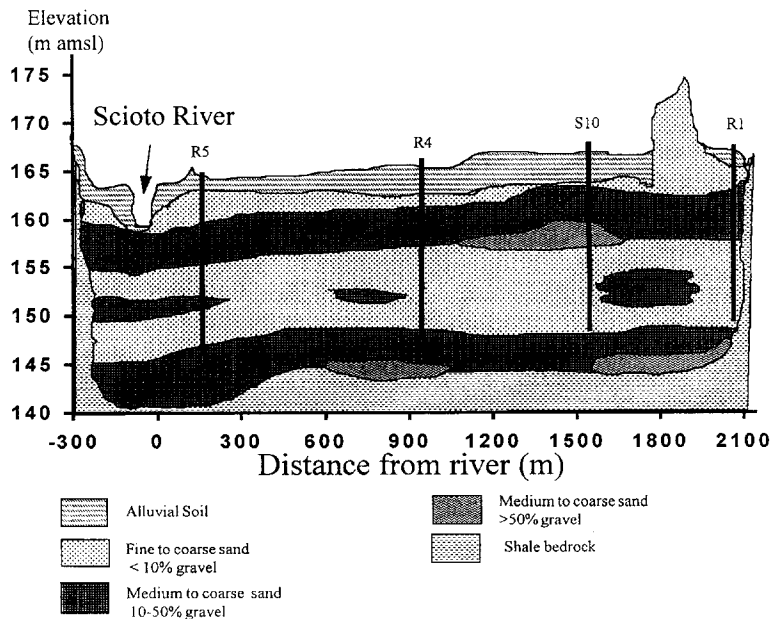 Elevation
(m amsl)
175
170
165
160
155
150
145
140
Scioto River
R5
R4
S10
R1
-300 0 300 600 900 1200 1500 1800 2100
Distance from river (m)
Alluvial Soil
Fine to coarse sand
< 10% gravel
Medium to coarse sand
10-50% gravel
Medium to coarse sand
>50% gravel
Shale bedrock